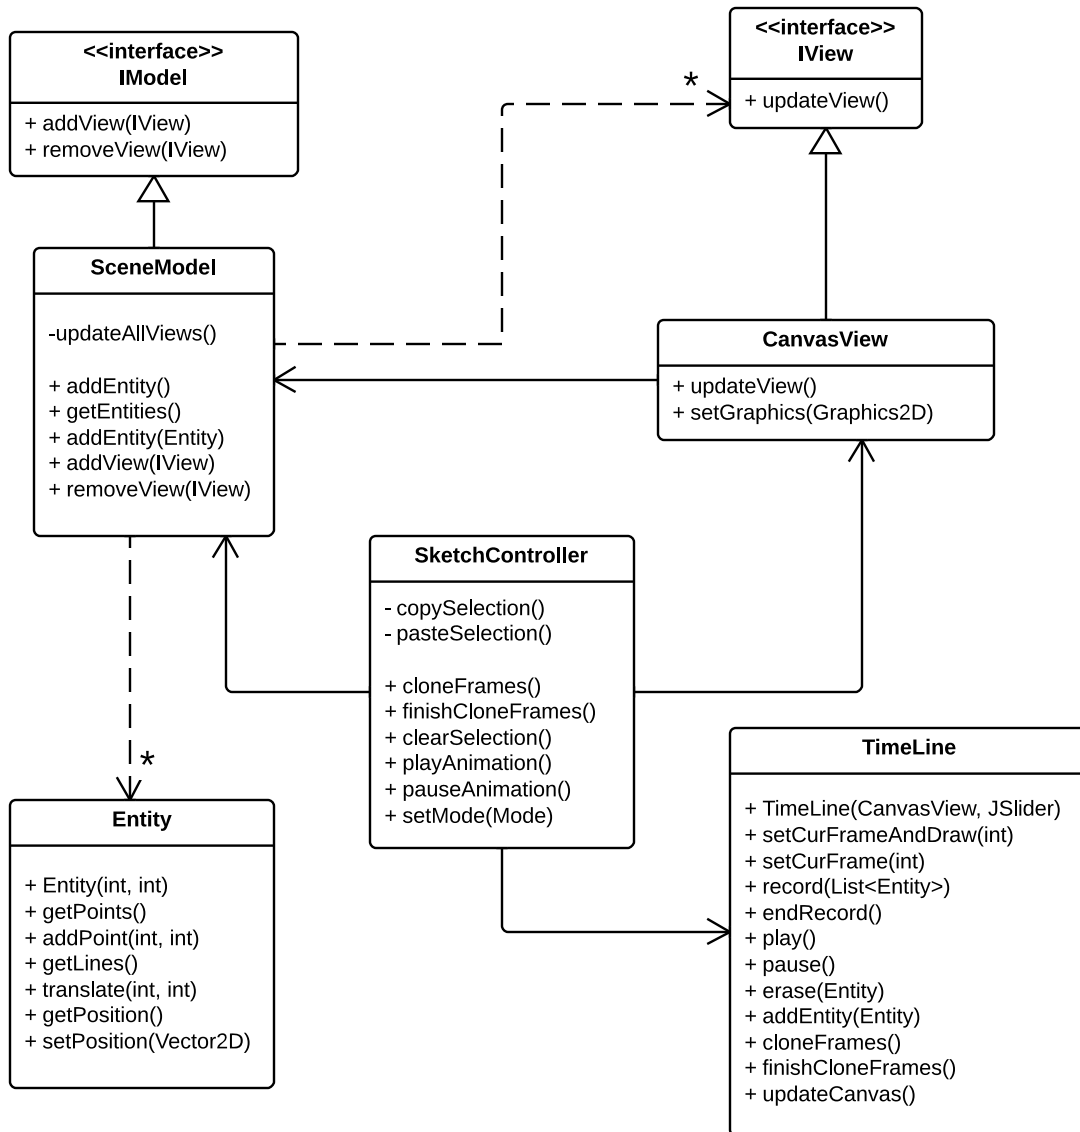 <<interface>>
IModel
+ addView(IView)
+ removeView(IView)
<<interface>>
IView
+ updateView()
*
SceneModel
-updateAllViews()
+ addEntity()
+ getEntities()
+ addEntity(Entity)
+ addView(IView)
+ removeView(IView)
CanvasView
+ updateView()
+ setGraphics(Graphics2D)
SketchController
- copySelection()
- pasteSelection()
+ cloneFrames()
+ finishCloneFrames()
+ clearSelection()
+ playAnimation()
+ pauseAnimation()
+ setMode(Mode)
*
Entity
+ Entity(int, int)
+ getPoints()
+ addPoint(int, int)
+ getLines()
+ translate(int, int)
+ getPosition()
+ setPosition(Vector2D)
TimeLine
+ TimeLine(CanvasView, JSlider)
+ setCurFrameAndDraw(int)
+ setCurFrame(int)
+ record(List<Entity>)
+ endRecord()
+ play()
+ pause()
+ erase(Entity)
+ addEntity(Entity)
+ cloneFrames()
+ finishCloneFrames()
+ updateCanvas()